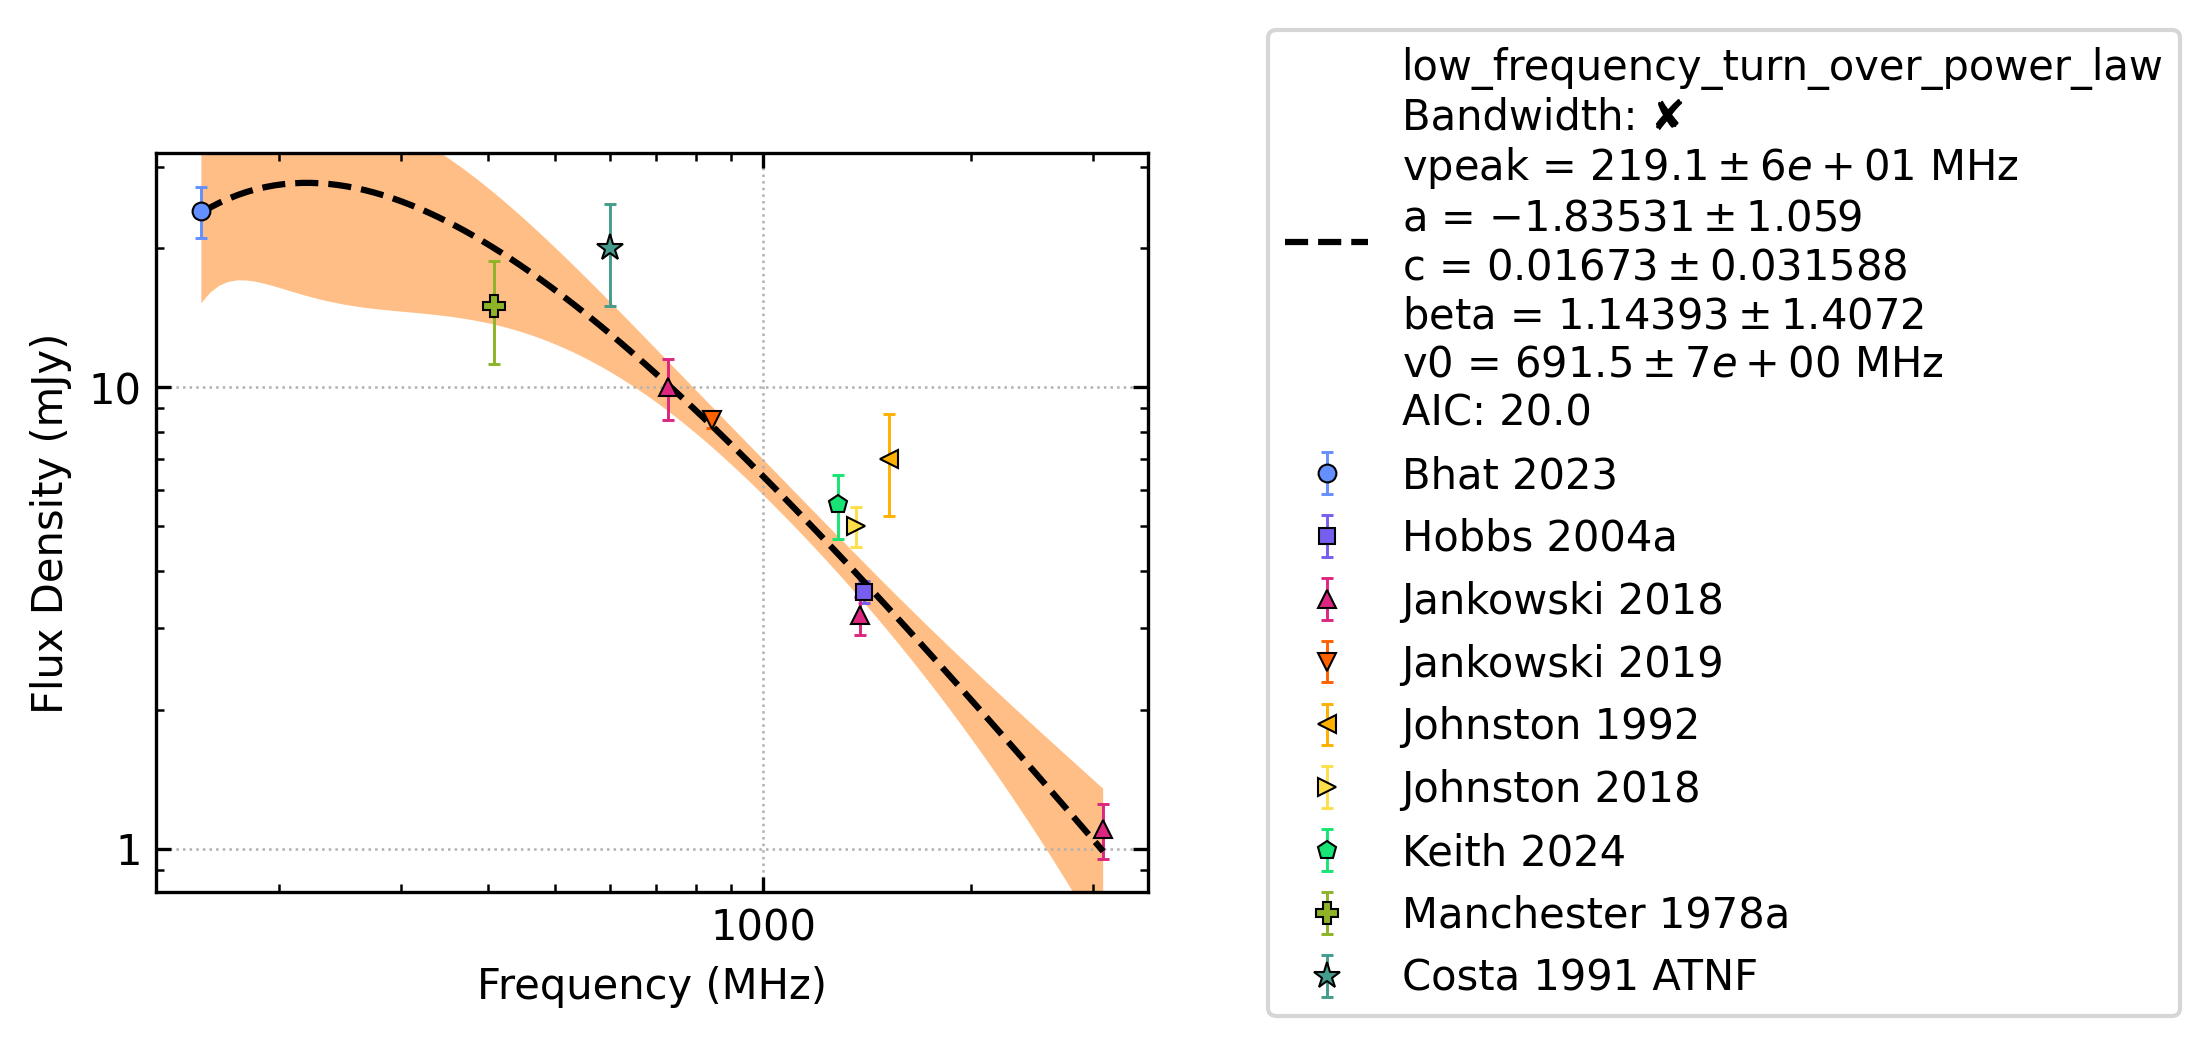 Flux Density (mJy)
10
1
1000
Frequency (MHz)
low_frequency_turn_over_power_law
Bandwidth: ✘
vpeak = 219.1 ± 6e + 01 MHz
a = −1.83531 ± 1.059
c = 0.01673 ± 0.031588
beta = 1.14393 ± 1.4072
v0 = 691.5 ± 7e + 00 MHz
AIC: 20.0
Bhat 2023
Hobbs 2004a
Jankowski 2018
Jankowski 2019
Johnston 1992
Johnston 2018
Keith 2024
Manchester 1978a
Costa 1991 ATNF